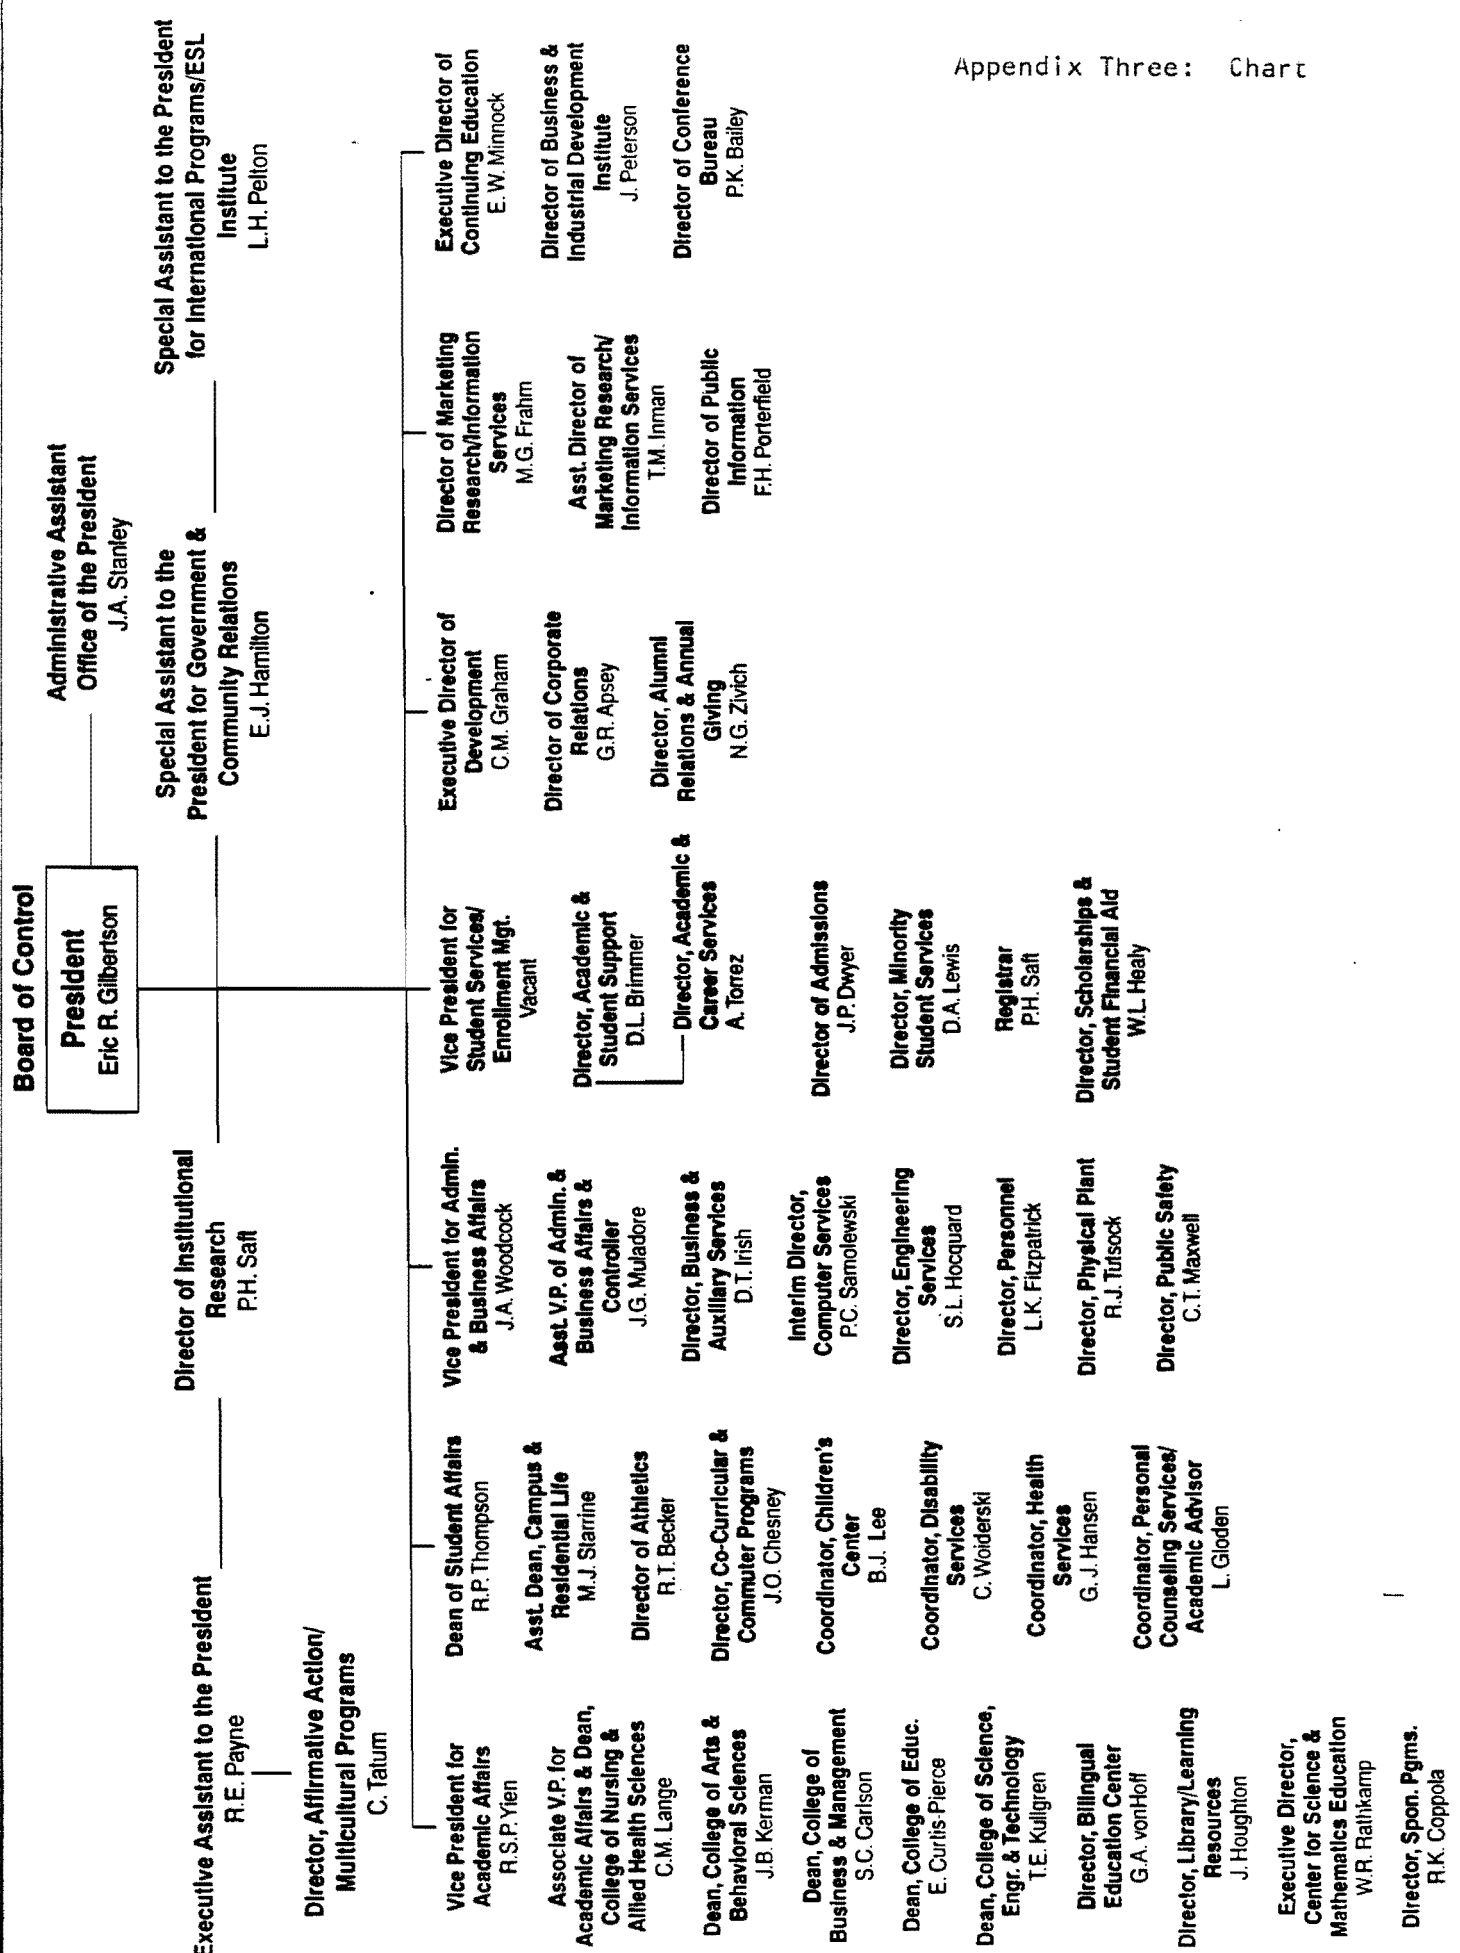 Appendix Three: Chart
Board of Control
President
Eric R. Gilbertson
Administrative Assistant
Office of the President
J.A. Stanley
Executive Assistant to the President
R.E. Payne
Director, Affirmative Action/
Multicultural Programs
C. Tatum
Director of Institutional
Research
P.H. Saft
Special Assistant to the
President for Government &
Community Relations
E.J. Hamilton
Special Assistant to the President
for International Programs/ESL
Institute
L.H. Pelton
Vice President for
Academic Affairs
R.S.P. Yien
Associate V.P. for
Academic Affairs & Dean,
College of Nursing &
Allied Health Sciences
C.M. Lange
Dean, College of Arts &
Behavioral Sciences
J.B. Kerman
Dean, College of
Business & Management
S.C. Carlson
Dean, College of Educ.
E. Curtis-Pierce
Dean, College of Science,
Engr. & Technology
T.E. Kullgren
Director, Bilingual
Education Center
G.A. vonHoff
Director, Library/Learning
Resources
J. Houghton
Executive Director,
Center for Science &
Mathematics Education
W.R. Rathkamp
Director, Spon. Pgms.
R.K. Coppola
Dean of Student Affairs
R.P. Thompson
Asst. Dean, Campus &
Residential Life
M.J. Starrine
Director of Athletics
R.T. Becker
Director, Co-Curricular &
Commuter Programs
J.O. Chesney
Coordinator, Children's
Center
B.J. Lee
Coordinator, Disability
Services
C. Woiderski
Coordinator, Health
Services
G.J. Hansen
Coordinator, Personal
Counseling Services/
Academic Advisor
L. Gloden
Vice President for Admin.
& Business Affairs
J.A. Woodcock
Asst. V.P. of Admin. &
Business Affairs &
Controller
J.G. Muladore
Director, Business &
Auxiliary Services
D.T. Irish
Interim Director,
Computer Services
P.C. Samolewski
Director, Engineering
Services
S.L. Hocquard
Director, Personnel
L.K. Fitzpatrick
Director, Physical Plant
R.J. Tutsock
Director, Public Safety
C.T. Maxwell
Vice President for
Student Services/
Enrollment Mgt.
Vacant
Director, Academic &
Student Support
D.L. Brimmer
Director, Academic &
Career Services
A. Torrez
Director of Admissions
J.P. Dwyer
Director, Minority
Student Services
D.A. Lewis
Registrar
P.H. Saft
Director, Scholarships &
Student Financial Aid
W.L. Healy
Executive Director of
Development
C.M. Graham
Director of Corporate
Relations
G.R. Apsey
Director, Alumni
Relations & Annual
Giving
N.G. Zivich
Director of Marketing
Research/Information
Services
M.G. Frahm
Asst. Director of
Marketing Research/
Information Services
T.M. Inman
Director of Public
Information
F.H. Porterfield
Executive Director of
Continuing Education
E.W. Minnock
Director of Business &
Industrial Development
Institute
J. Peterson
Director of Conference
Bureau
P.K. Bailey